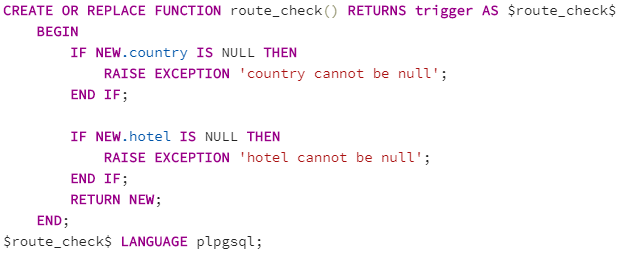 CREATE OR REPLACE FUNCTION route_check() RETURNS trigger AS $route_check$
    BEGIN
        IF NEW.country IS NULL THEN
            RAISE EXCEPTION 'country cannot be null';
        END IF;

        IF NEW.hotel IS NULL THEN
            RAISE EXCEPTION 'hotel cannot be null';
        END IF;
        RETURN NEW;
    END;
$route_check$ LANGUAGE plpgsql;